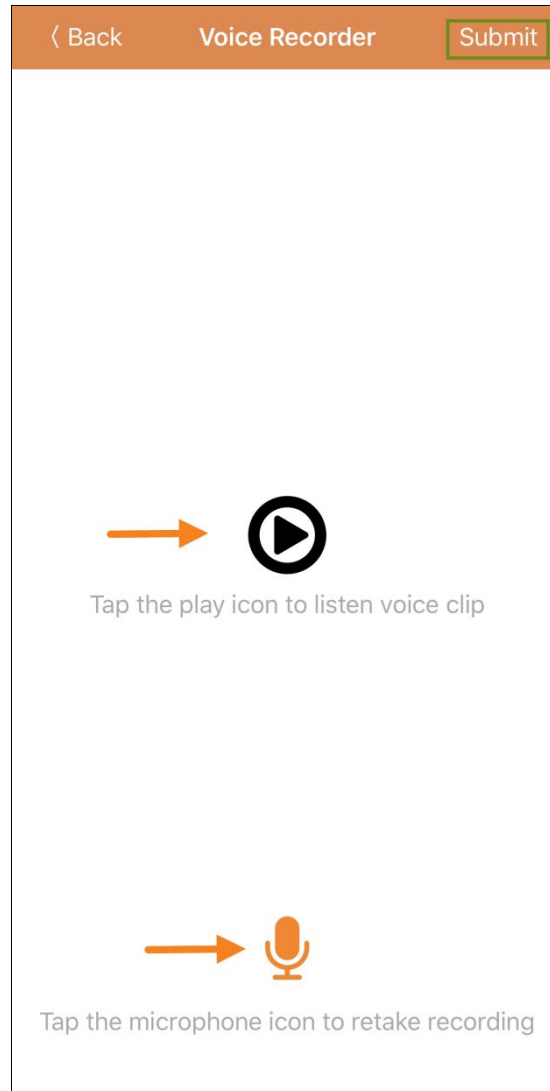 〈 Back Voice Recorder Submit
Tap the play icon to listen voice clip
Tap the microphone icon to retake recording